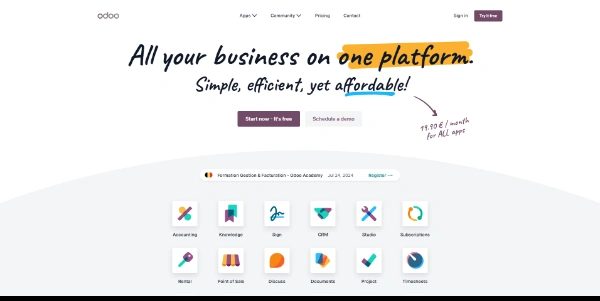 odoo
Apps Community Pricing Contact
Sign in Try it free
All your business on one platform.
Simple, efficient, yet affordable!
Start now - It's free Schedule a demo
19.90 € / month
for ALL apps
Formation Gestion & Facturation - Odoo Academy Jul 24, 2024 Register
Accounting Knowledge Sign CRM Studio Subscriptions
Rental Point of Sale Discuss Documents Project Timesheets